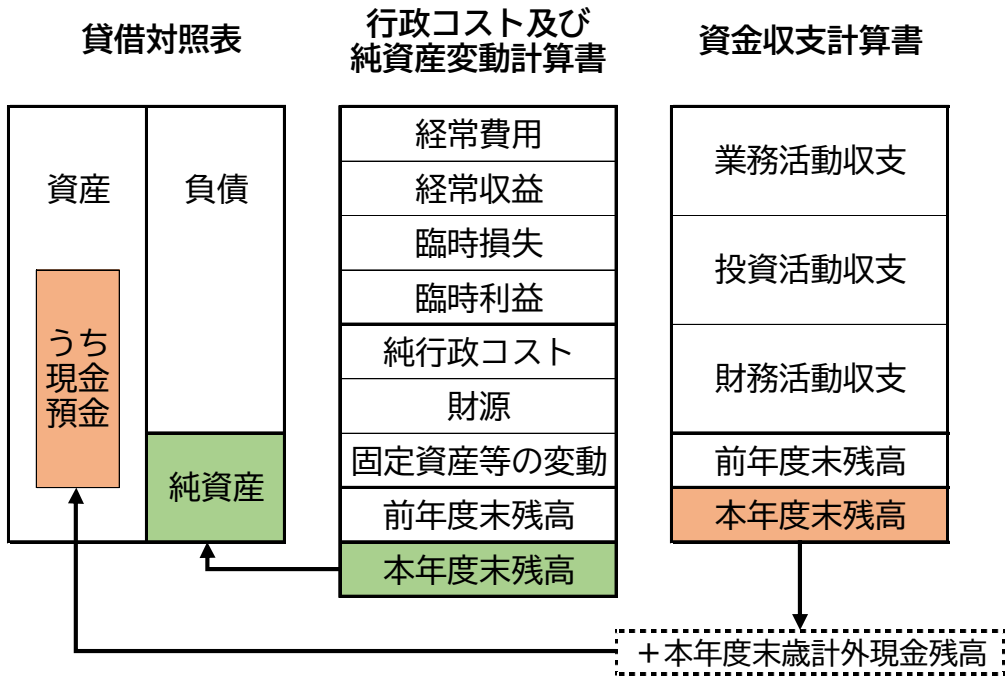 貸借対照表
資産
負債
うち
現金
預金
純資産
行政コスト及び
純資産変動計算書
経常費用
経常収益
臨時損失
臨時利益
純行政コスト
財源
固定資産等の変動
前年度末残高
本年度末残高
資金収支計算書
業務活動収支
投資活動収支
財務活動収支
前年度末残高
本年度末残高
＋本年度末歳計外現金残高